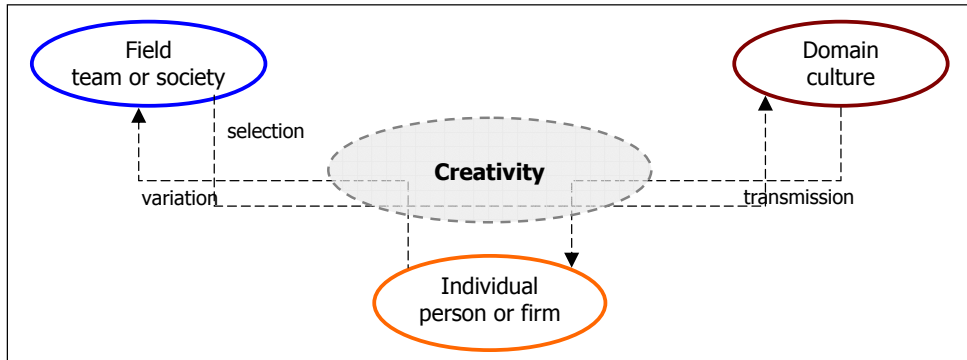 Field
team or society
Domain
culture
selection
Creativity
variation
transmission
Individual
person or firm